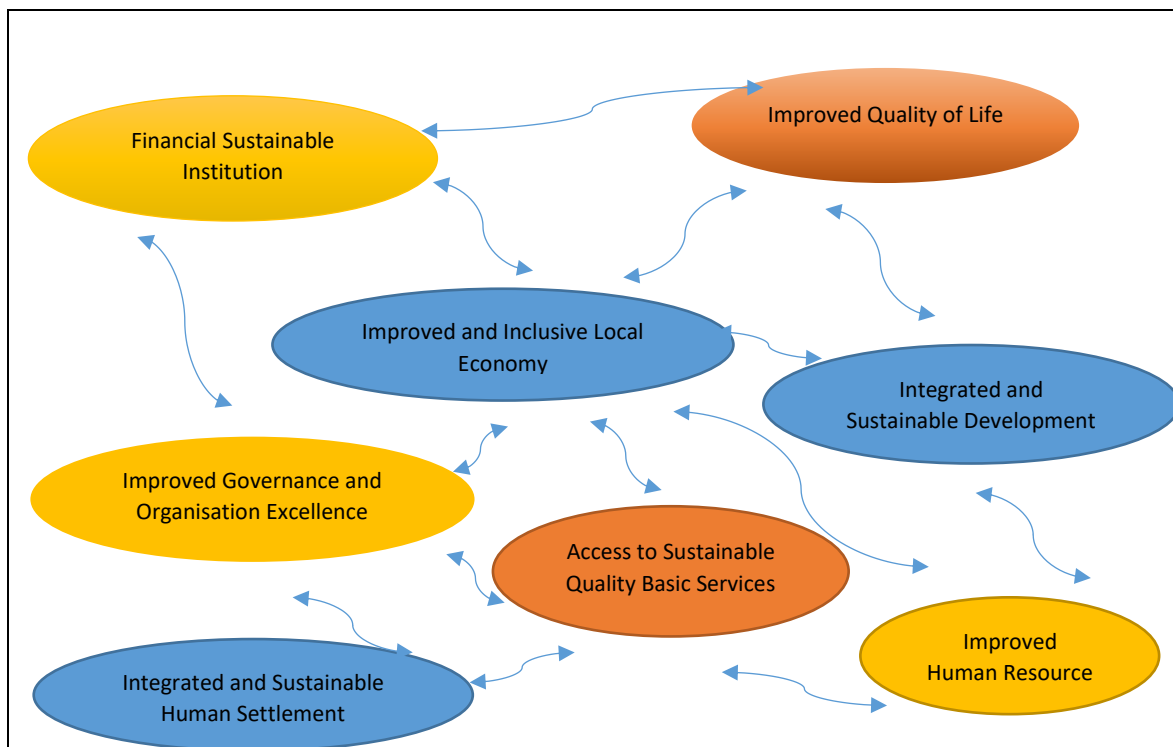 Financial Sustainable
Institution
Improved Quality of Life
Improved and Inclusive Local
Economy
Integrated and
Sustainable Development
Improved Governance and
Organisation Excellence
Access to Sustainable
Quality Basic Services
Improved
Human Resource
Integrated and Sustainable
Human Settlement